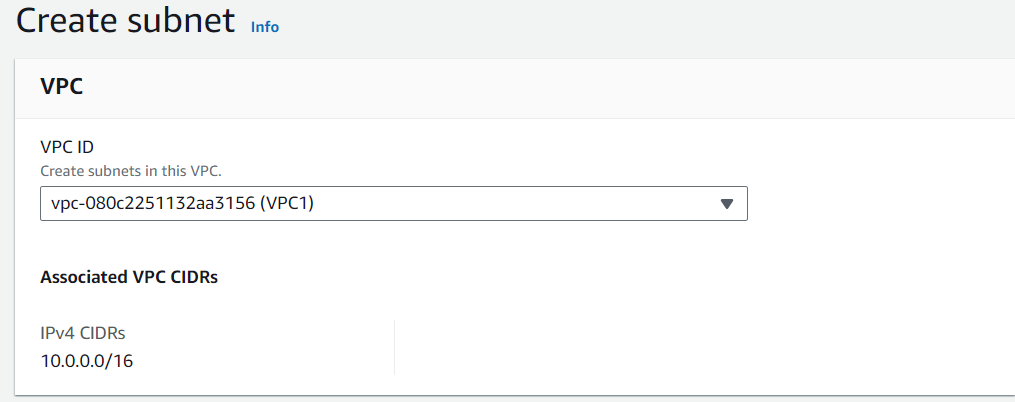 Create subnet Info
VPC
VPC ID
Create subnets in this VPC.
vpc-080c2251132aa3156 (VPC1)
Associated VPC CIDRs
IPv4 CIDRs
10.0.0.0/16